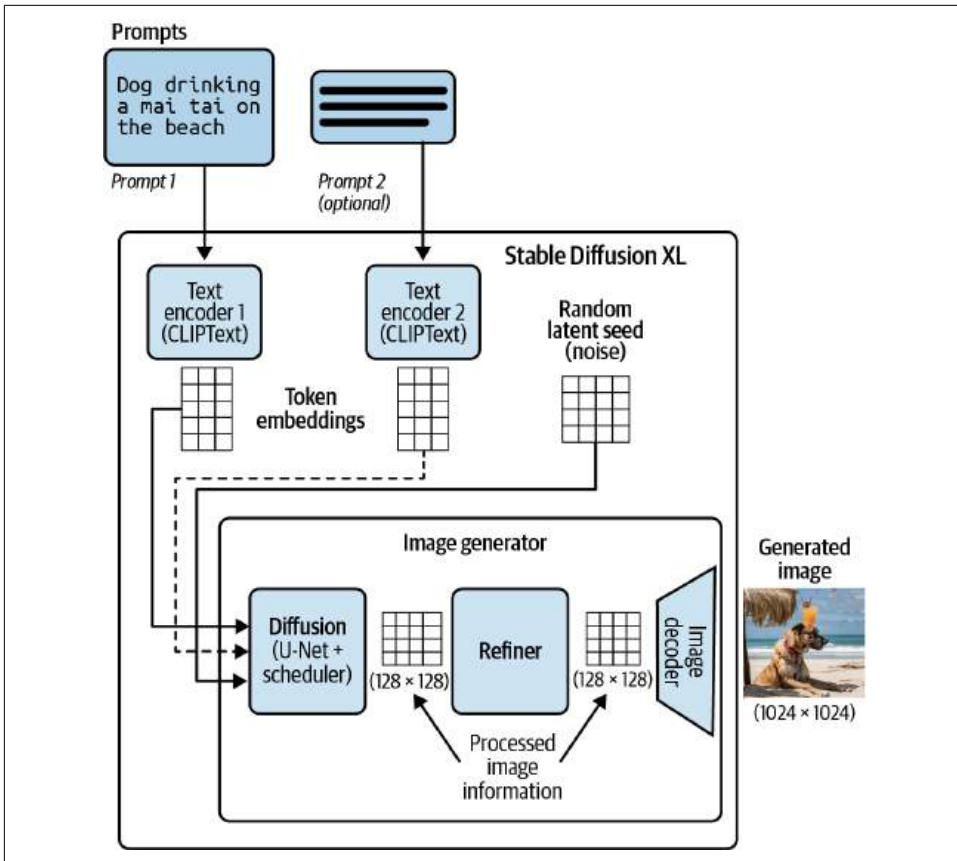 Prompts
Dog drinking
a mai tai on
the beach
Prompt 1
Prompt 2
(optional)
Stable Diffusion XL
Text
encoder 1
(CLIPText)
Text
encoder 2
(CLIPText)
Random
latent seed
(noise)
Token
embeddings
Image generator
Diffusion
(U-Net +
scheduler)
(128 × 128)
Refiner
(128 × 128)
Image
decoder
Processed
image
information
Generated
image
(1024 × 1024)